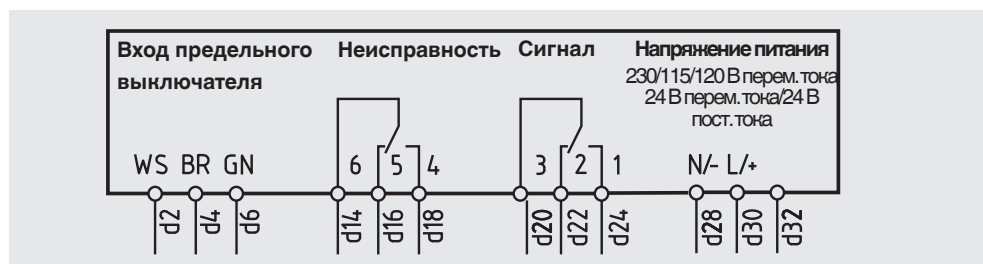 Вход предельного
выключателя
Неисправность
Сигнал
Напряжение питания
230/115/120 В перем. тока
24 В перем. тока/24 В
пост. тока
WS BR GN
6 5 4
3 2 1
N/- L/+
d2 d4 d6
d14 d16 d18
d20 d22 d24
d28 d30 d32